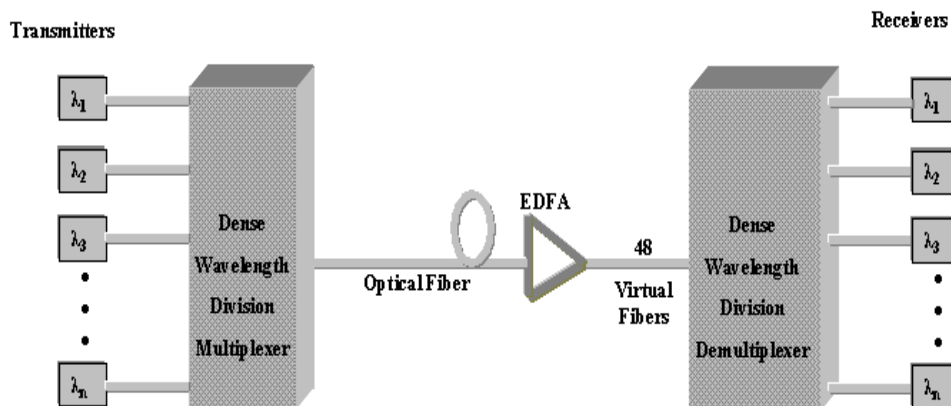 Transmitters
Receivers
λ1
λ2
λ3
λn
Dense
Wavelength
Division
Multiplexer
Optical Fiber
EDFA
48
Virtual
Fibers
Dense
Wavelength
Division
Demultiplexer
λ1
λ2
λ3
λn